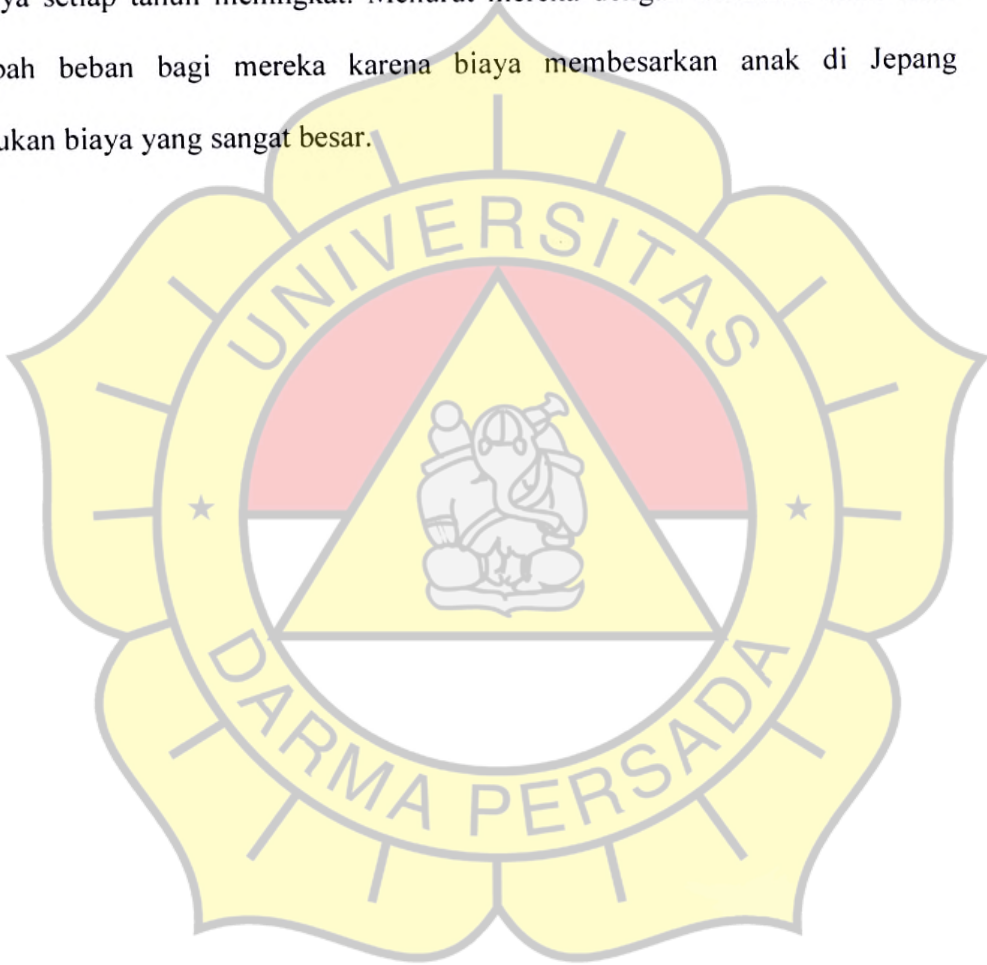 ya setiap tahun meningkat. Menurut mereka dengan
bah beban bagi mereka karena biaya membesarkan anak di Jepang
ukan biaya yang sangat besar.
UNIVERSITAS
DARMA PERSADA